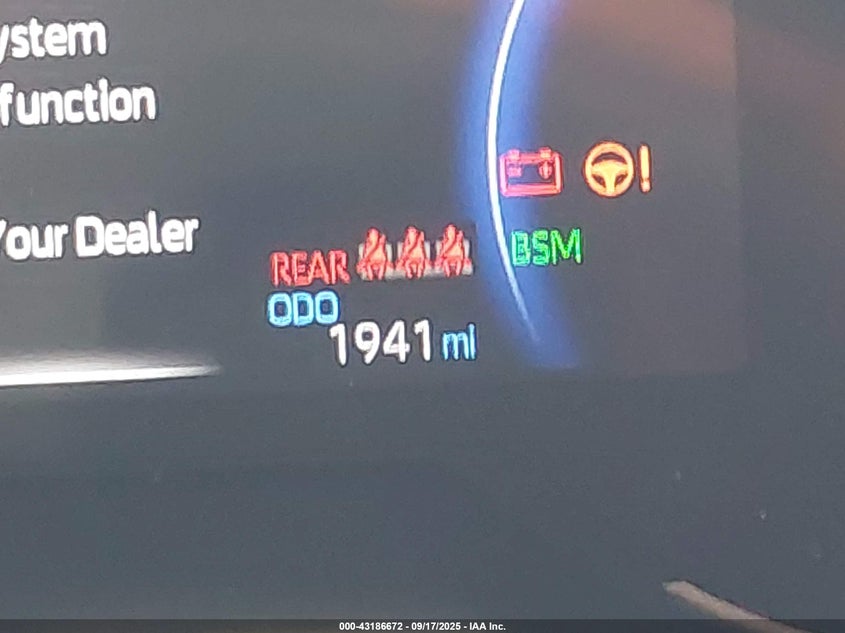 ystem
function
Your Dealer
BSM
REAR
ODO
1941 mi
000-43186672 - 09/17/2025 - IAA Inc.